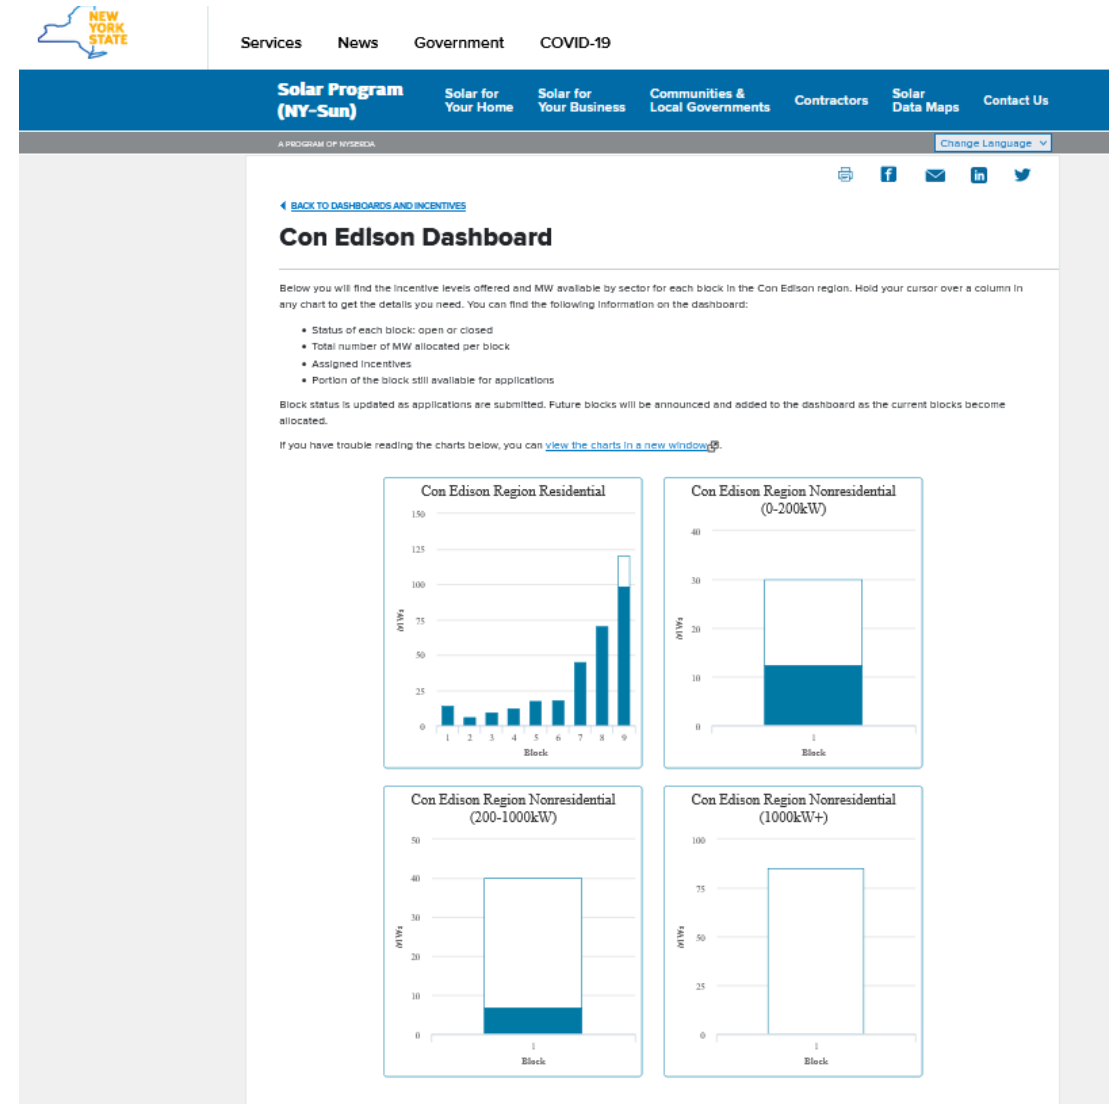 NEW
YORK
STATE
Services News Government COVID-19
Solar Program
(NY-Sun)
Solar for
Your Home
Solar for
Your Business
Communities &
Local Governments
Contractors
Solar
Data Maps
Contact Us
A PROGRAM OF NYSERDA
Change Language
BACK TO DASHBOARDS AND INCENTIVES
Con Edison Dashboard
Below you will find the incentive levels offered and MW available by sector for each block in the Con Edison region. Hold your cursor over a column in
any chart to get the details you need. You can find the following information on the dashboard:
• Status of each block: open or closed
• Total number of MW allocated per block
• Assigned Incentives
• Portion of the block still available for applications
Block status is updated as applications are submitted. Future blocks will be announced and added to the dashboard as the current blocks become
allocated.
If you have trouble reading the charts below, you can view the charts in a new window.
Con Edison Region Residential
150
125
100
75
50
25
0
MWs
1 2 3 4 5 6 7 8 9
Block
Con Edison Region Nonresidential
(0-200kW)
40
30
20
10
0
MWs
1
Block
Con Edison Region Nonresidential
(200-1000kW)
50
40
30
20
10
0
MWs
1
Block
Con Edison Region Nonresidential
(1000kW+)
100
75
50
25
0
MWs
1
Block